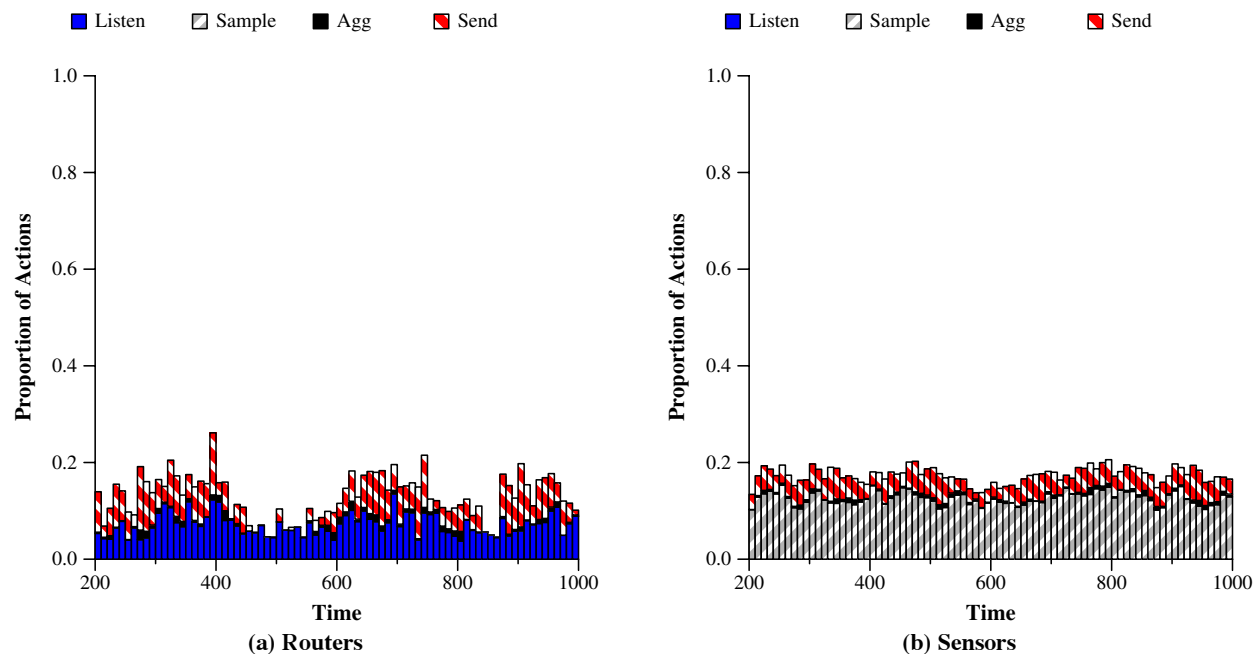 Listen Sample Agg Send
1.0
0.8
0.6
0.4
0.2
0.0
Proportion of Actions
200 400 600 800 1000
Time
(a) Routers
Listen Sample Agg Send
1.0
0.8
0.6
0.4
0.2
0.0
Proportion of Actions
200 400 600 800 1000
Time
(b) Sensors